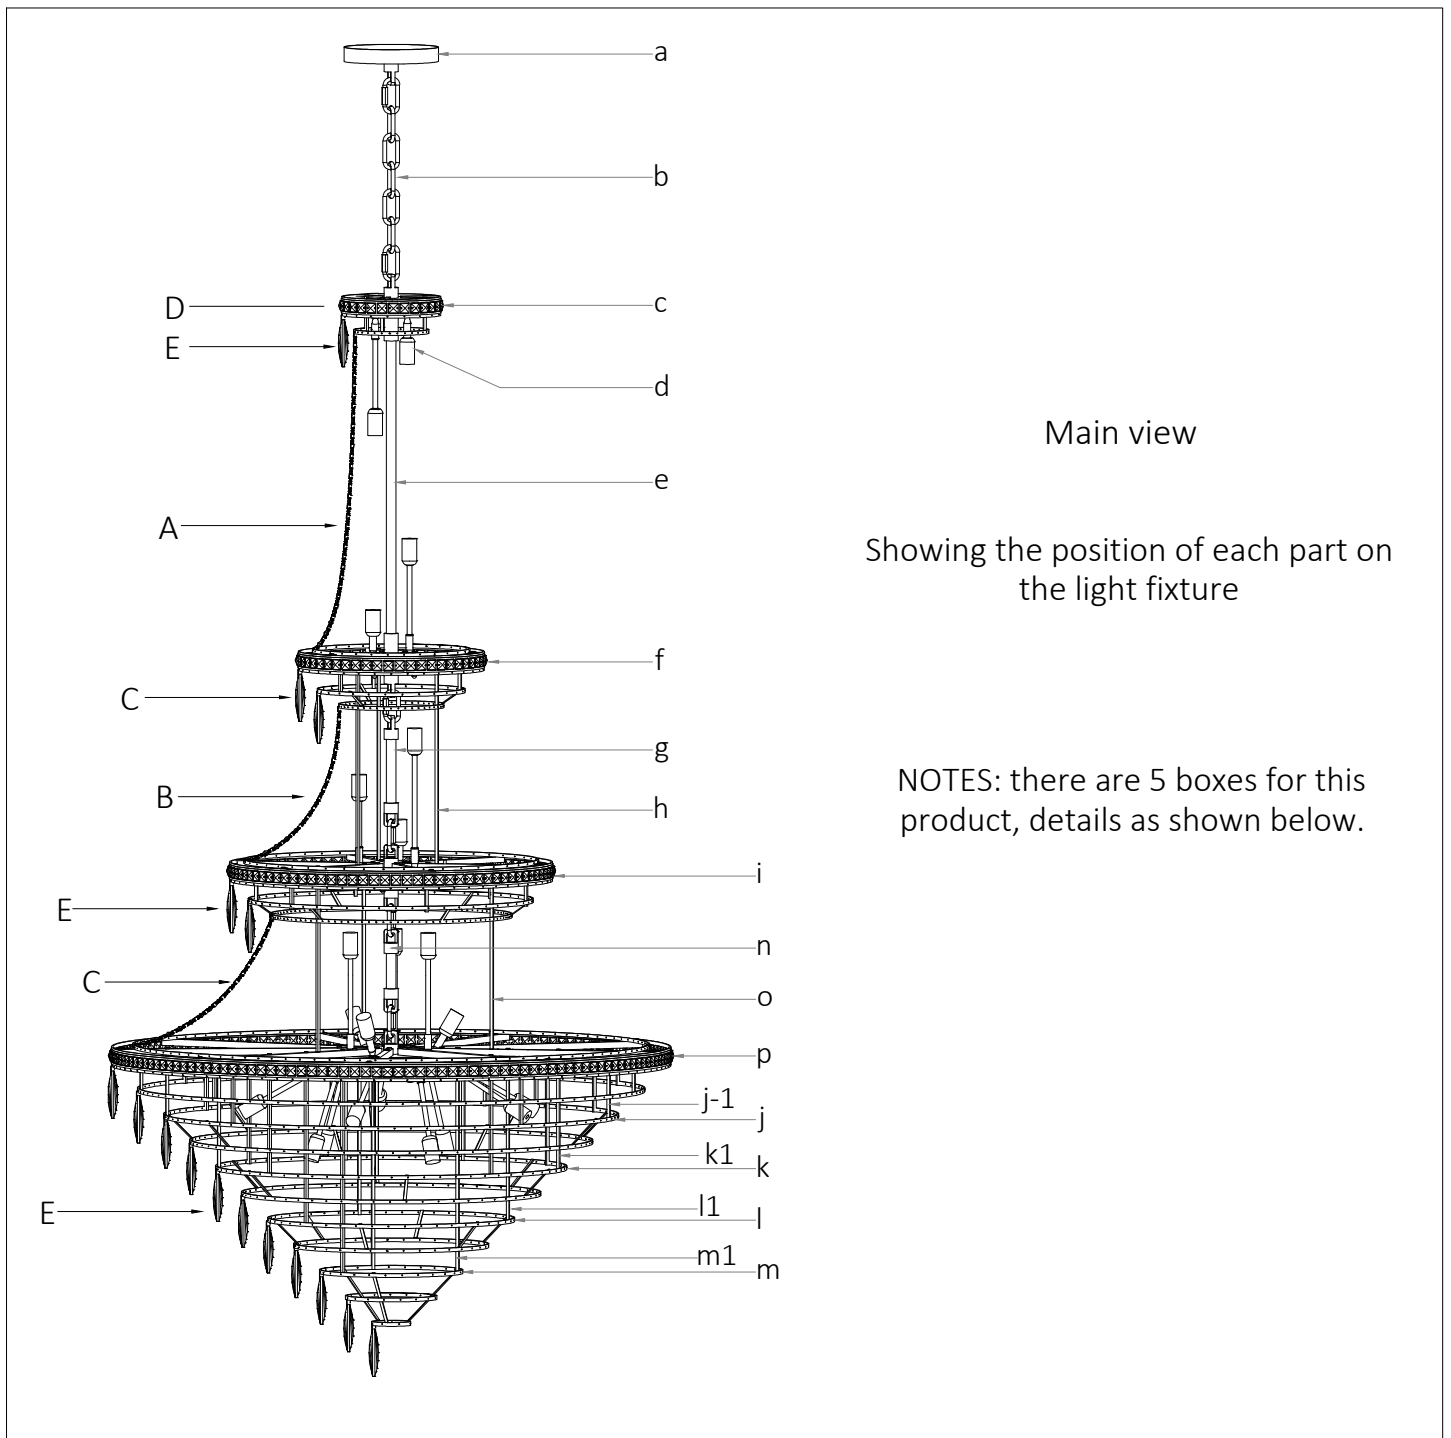 a
b
D
c
E
d
Main view
e
A
Showing the position of each part on
the light fixture
f
C
g
NOTES: there are 5 boxes for this
product, details as shown below.
B
h
i
E
n
C
o
p
j-1
j
k1
k
E
l1
l
m1
m